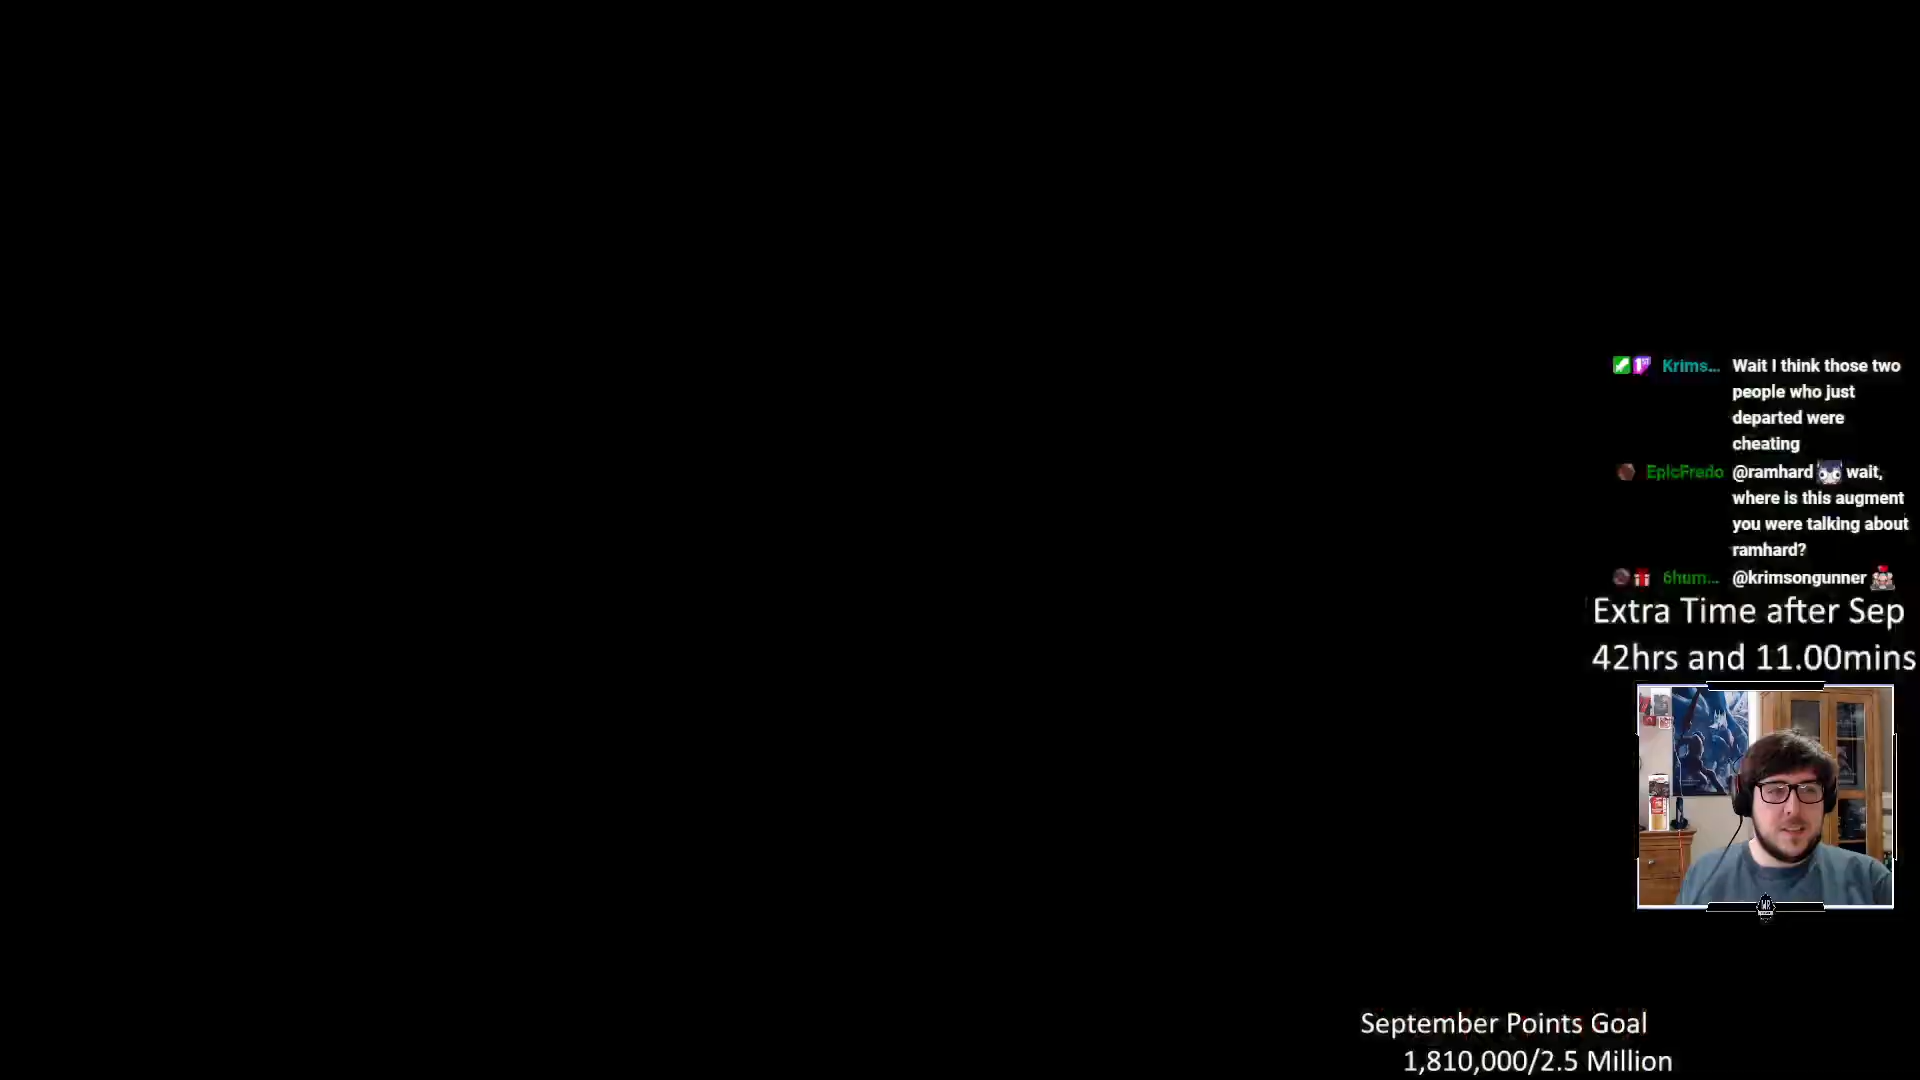 Krims... Wait I think those two
people who just
departed were
cheating
EpicFredo @ramhard wait,
where is this augment
you were talking about
ramhard?
6hum... @krimsongunner
Extra Time after Sep
42hrs and 11.00mins
September Points Goal
1,810,000/2.5 Million